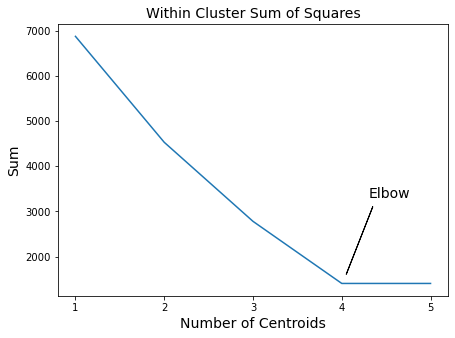 Within Cluster Sum of Squares
7000
6000
5000
4000
3000
2000
Sum
Elbow
1 2 3 4 5
Number of Centroids